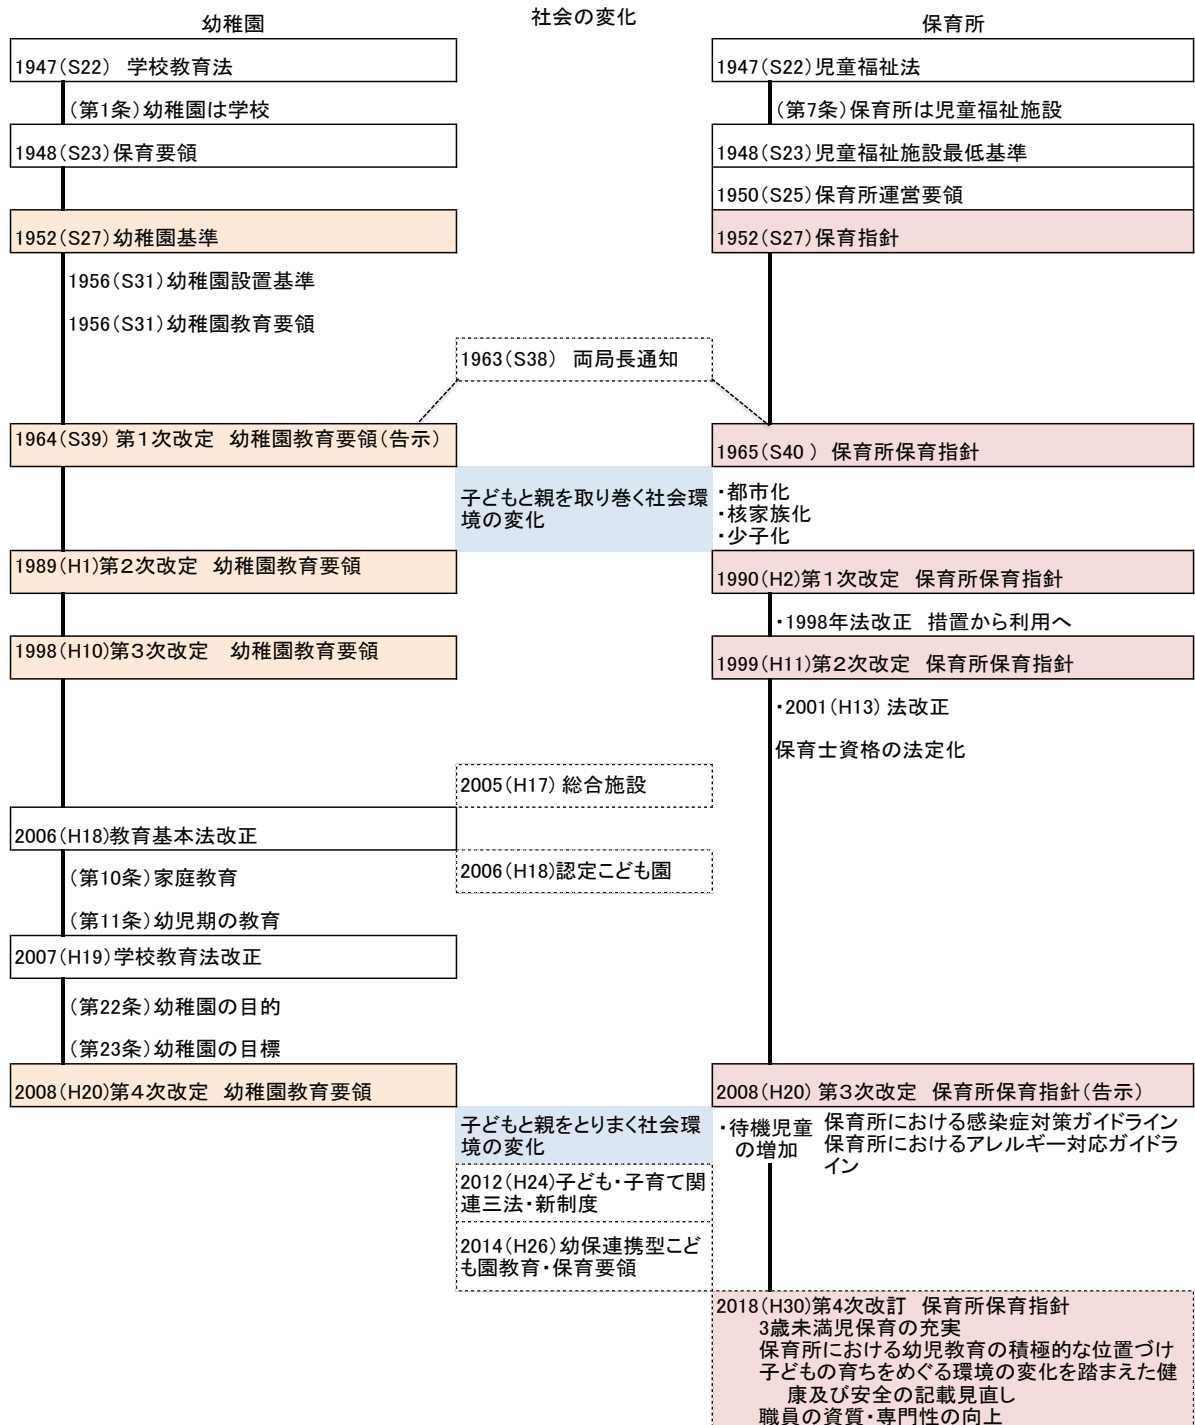 社会の変化
幼稚園
保育所
1947(S22) 学校教育法
1947(S22)児童福祉法
(第1条)幼稚園は学校
(第7条)保育所は児童福祉施設
1948(S23)保育要領
1948(S23)児童福祉施設最低基準
1950(S25)保育所運営要領
1952(S27)幼稚園基準
1952(S27)保育指針
1956(S31)幼稚園設置基準
1956(S31)幼稚園教育要領
1963(S38) 両局長通知
1964(S39) 第1次改定 幼稚園教育要領(告示)
1965(S40 ) 保育所保育指針
子どもと親を取り巻く社会環
境の変化
・都市化
・核家族化
・少子化
1989(H1)第2次改定 幼稚園教育要領
1990(H2)第1次改定 保育所保育指針
・1998年法改正 措置から利用へ
1998(H10)第3次改定 幼稚園教育要領
1999(H11)第2次改定 保育所保育指針
・2001(H13) 法改正
保育士資格の法定化
2005(H17) 総合施設
2006(H18)教育基本法改正
2006(H18)認定こども園
(第10条)家庭教育
(第11条)幼児期の教育
2007(H19)学校教育法改正
(第22条)幼稚園の目的
(第23条)幼稚園の目標
2008(H20)第4次改定 幼稚園教育要領
2008(H20) 第3次改定 保育所保育指針(告示)
子どもと親をとりまく社会環
境の変化
・待機児童
の増加
保育所における感染症対策ガイドライン
保育所におけるアレルギー対応ガイドラ
イン
2012(H24)子ども・子育て関
連三法・新制度
2014(H26)幼保連携型こど
も園教育・保育要領
2018(H30)第4次改訂 保育所保育指針
3歳未満児保育の充実
保育所における幼児教育の積極的な位置づけ
子どもの育ちをめぐる環境の変化を踏まえた健
康及び安全の記載見直し
職員の資質・専門性の向上